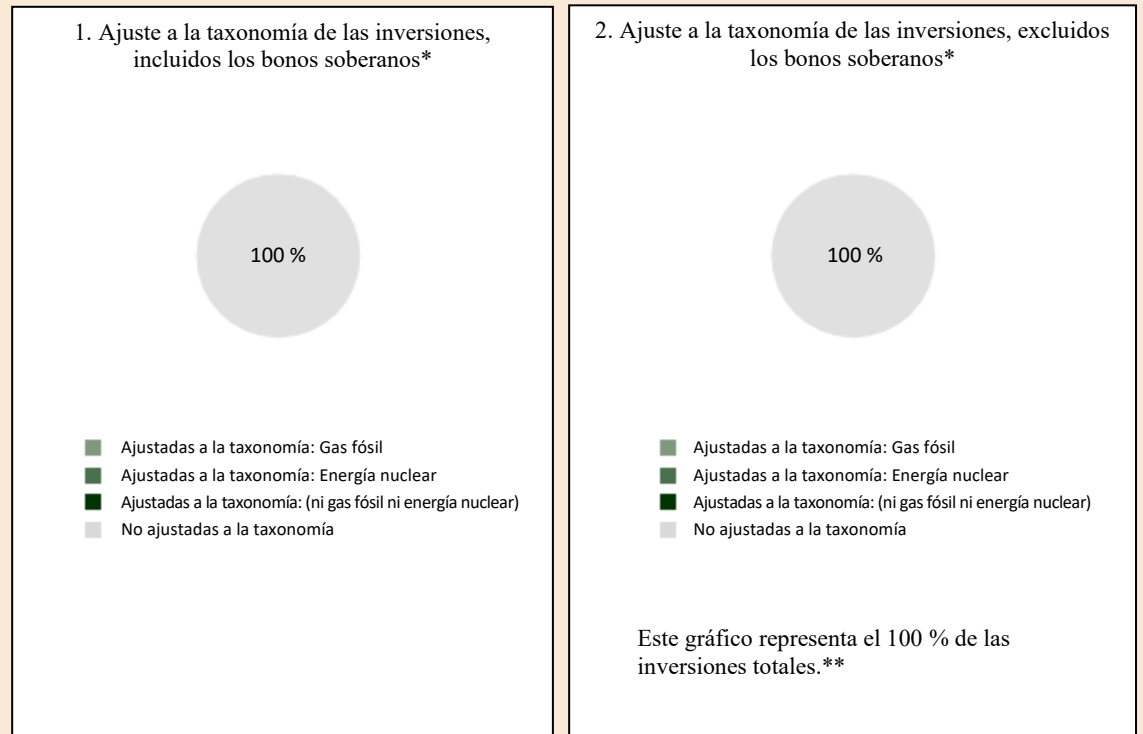 1. Ajuste a la taxonomía de las inversiones,
incluidos los bonos soberanos*
100 %
Ajustadas a la taxonomía: Gas fósil
Ajustadas a la taxonomía: Energía nuclear
Ajustadas a la taxonomía: (ni gas fósil ni energía nuclear)
No ajustadas a la taxonomía
2. Ajuste a la taxonomía de las inversiones, excluidos
los bonos soberanos*
100 %
Ajustadas a la taxonomía: Gas fósil
Ajustadas a la taxonomía: Energía nuclear
Ajustadas a la taxonomía: (ni gas fósil ni energía nuclear)
No ajustadas a la taxonomía
Este gráfico representa el 100 % de las
inversiones totales.**